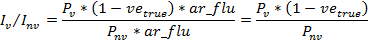 I_v/I_nv = (P_v * (1 − ve_true) * ar_flu) / (P_nv * ar_flu) = (P_v * (1 − ve_true)) / P_nv